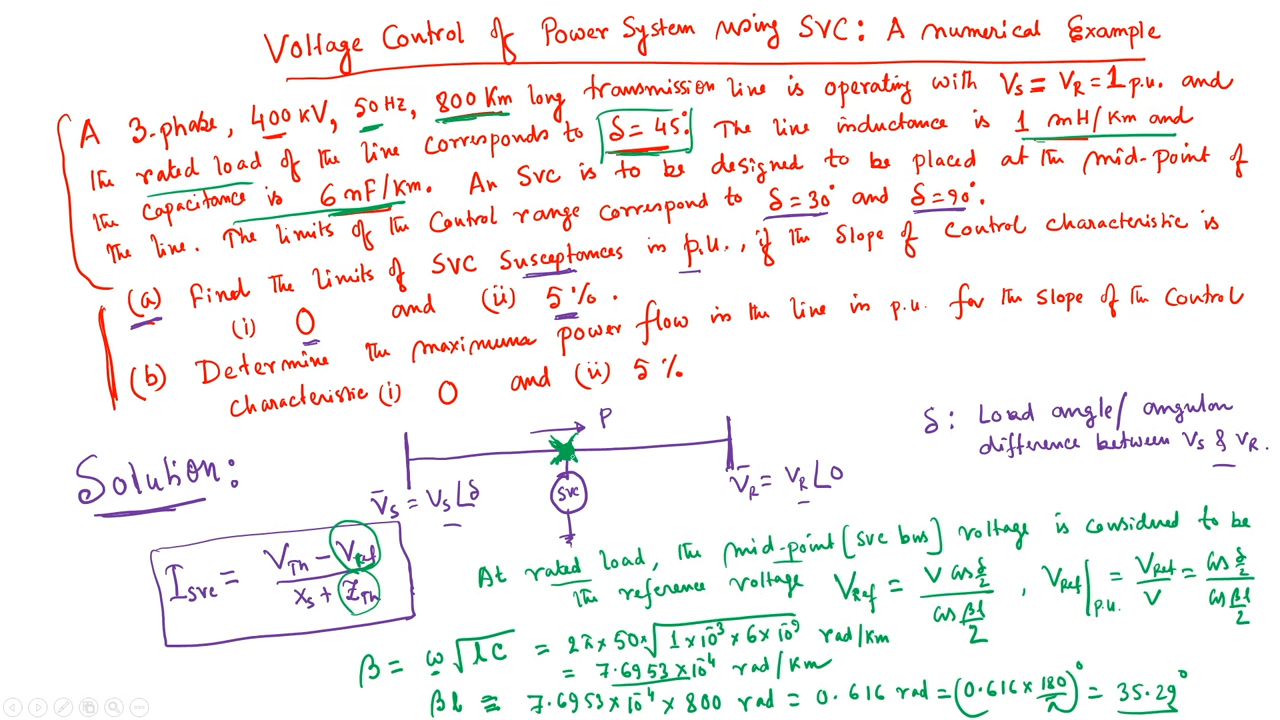 Voltage Control of Power System using SVC: A numerical Example
A 3-phase, 400 kV, 50 Hz, 800 Km long transmission line is operating with Vs = VR = 1 p.u. and
the rated load of the line corresponds to δ = 45°. The line inductance is 1 mH/Km and
the capacitance is 6 nF/Km. An SVC is to be designed to be placed at the mid-point of
the line. The limits of the control range correspond to δ = 30° and δ = 90°.
(a) Find the limits of SVC susceptances in p.u., if the slope of control characteristic is
(i) 0 and (ii) 5%.
(b) Determine the maximum power flow in the line in p.u. for the slope of the control
characteristic (i) 0 and (ii) 5%
Solution:
P
SVC
V̄s = Vs∠δ
V̄R = VR∠0
δ: Load angle/ angular
difference between Vs & VR.
Isvc = (VTh − VRef)/(Xs + ZTh)
At rated load, the mid-point [SVC bus] voltage is considered to be
the reference voltage VRef = (V cos δ/2)/(cos βl/2) , VRef|p.u. = VRef/V = (cos δ/2)/(cos βl/2)
β = ω√lc = 2π × 50 × √(1×10⁻³ × 6×10⁻⁹) rad/Km
= 7.6953×10⁻⁴ rad/Km
βl ≅ 7.6953×10⁻⁴ × 800 rad = 0.616 rad = (0.616 × 180/π)° = 35.29°